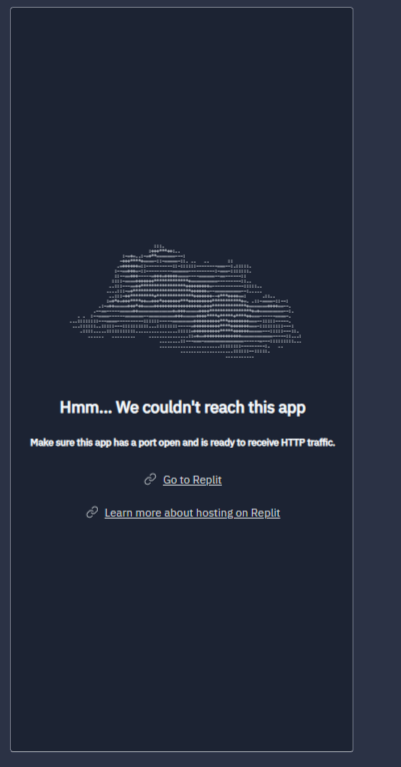 Hmm... We couldn't reach this app
Make sure this app has a port open and is ready to receive HTTP traffic.
Go to Replit
Learn more about hosting on Replit